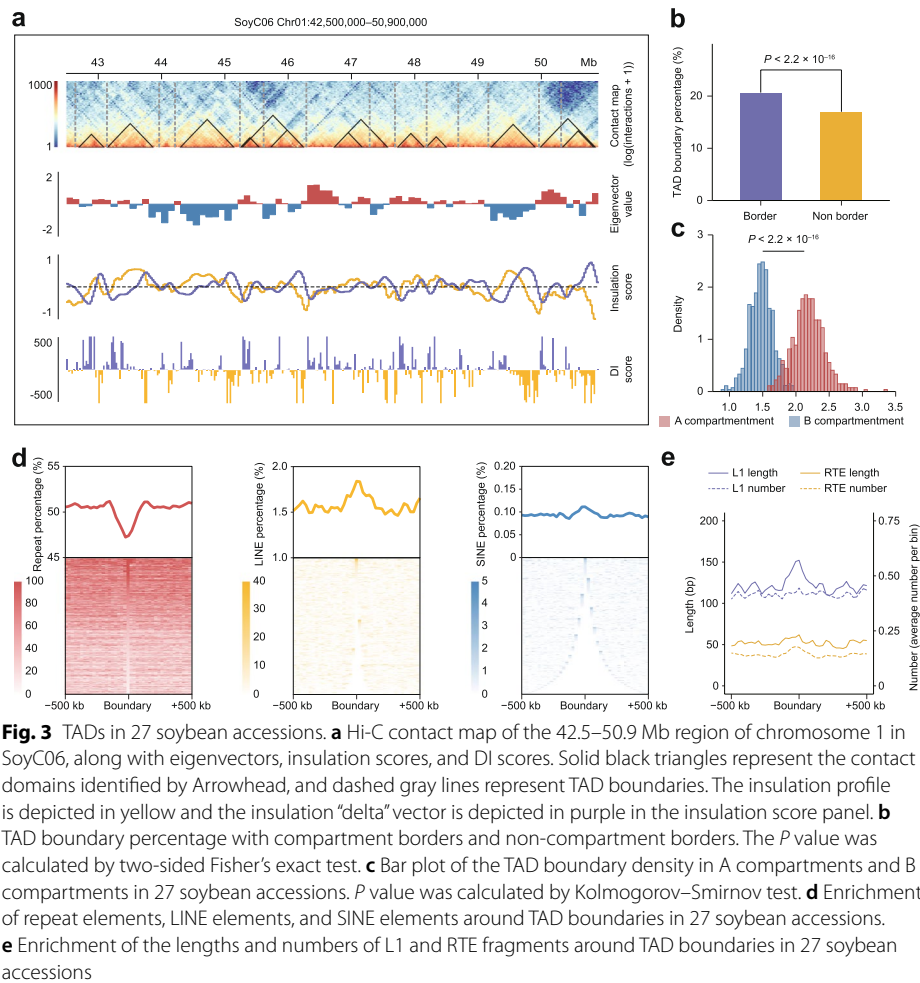 a
SoyC06 Chr01:42,500,000–50,900,000
43 44 45 46 47 48 49 50 Mb
1000
1
Contact map
(log(interactions + 1))
2
-2
Eigenvector
value
1
-1
Insulation
score
500
-500
DI
score
b
P < 2.2 × 10⁻¹⁶
TAD boundary percentage (%)
20
10
0
Border Non border
c
P < 2.2 × 10⁻¹⁶
Density
3
2
1
0
1.0 1.5 2.0 2.5 3.0 3.5
A compartmentment B compartmentment
d
Repeat percentage (%)
55
50
45
100
80
60
40
20
0
−500 kb Boundary +500 kb
LINE percentage (%)
2.0
1.5
1.0
40
30
20
10
0
−500 kb Boundary +500 kb
SINE percentage (%)
0.20
0.15
0.10
0.05
0
5
4
3
2
1
0
−500 kb Boundary +500 kb
e
L1 length RTE length
L1 number RTE number
Length (bp)
200
150
100
50
0
0.75
0.50
0.25
0
Number (average number per bin)
−500 kb Boundary +500 kb
Fig. 3 TADs in 27 soybean accessions. a Hi-C contact map of the 42.5–50.9 Mb region of chromosome 1 in
SoyC06, along with eigenvectors, insulation scores, and DI scores. Solid black triangles represent the contact
domains identified by Arrowhead, and dashed gray lines represent TAD boundaries. The insulation profile
is depicted in yellow and the insulation “delta” vector is depicted in purple in the insulation score panel. b
TAD boundary percentage with compartment borders and non-compartment borders. The P value was
calculated by two-sided Fisher’s exact test. c Bar plot of the TAD boundary density in A compartments and B
compartments in 27 soybean accessions. P value was calculated by Kolmogorov–Smirnov test. d Enrichment
of repeat elements, LINE elements, and SINE elements around TAD boundaries in 27 soybean accessions.
e Enrichment of the lengths and numbers of L1 and RTE fragments around TAD boundaries in 27 soybean
accessions